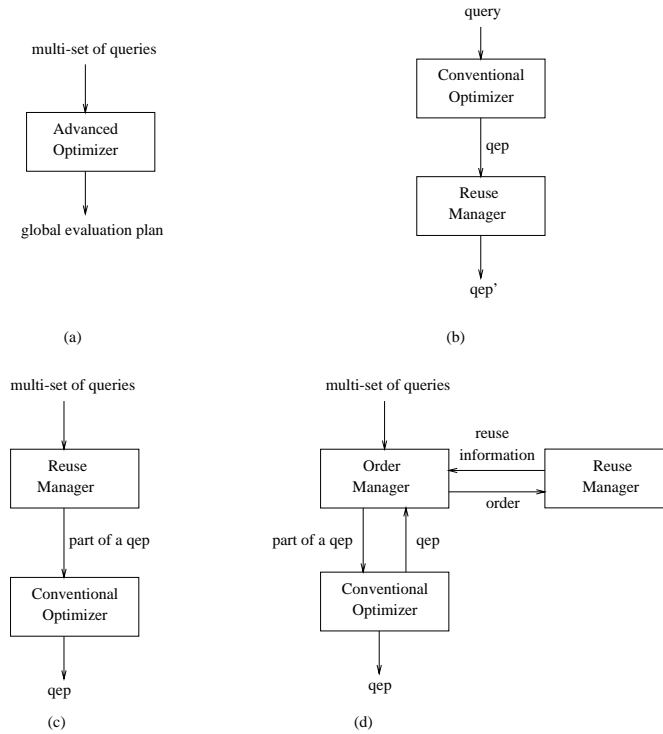 multi-set of queries
Advanced
Optimizer
global evaluation plan
(a)
query
Conventional
Optimizer
qep
Reuse
Manager
qep'
(b)
multi-set of queries
Reuse
Manager
part of a qep
Conventional
Optimizer
qep
(c)
multi-set of queries
Order
Manager
reuse
information
order
Reuse
Manager
part of a qep
qep
Conventional
Optimizer
qep
(d)